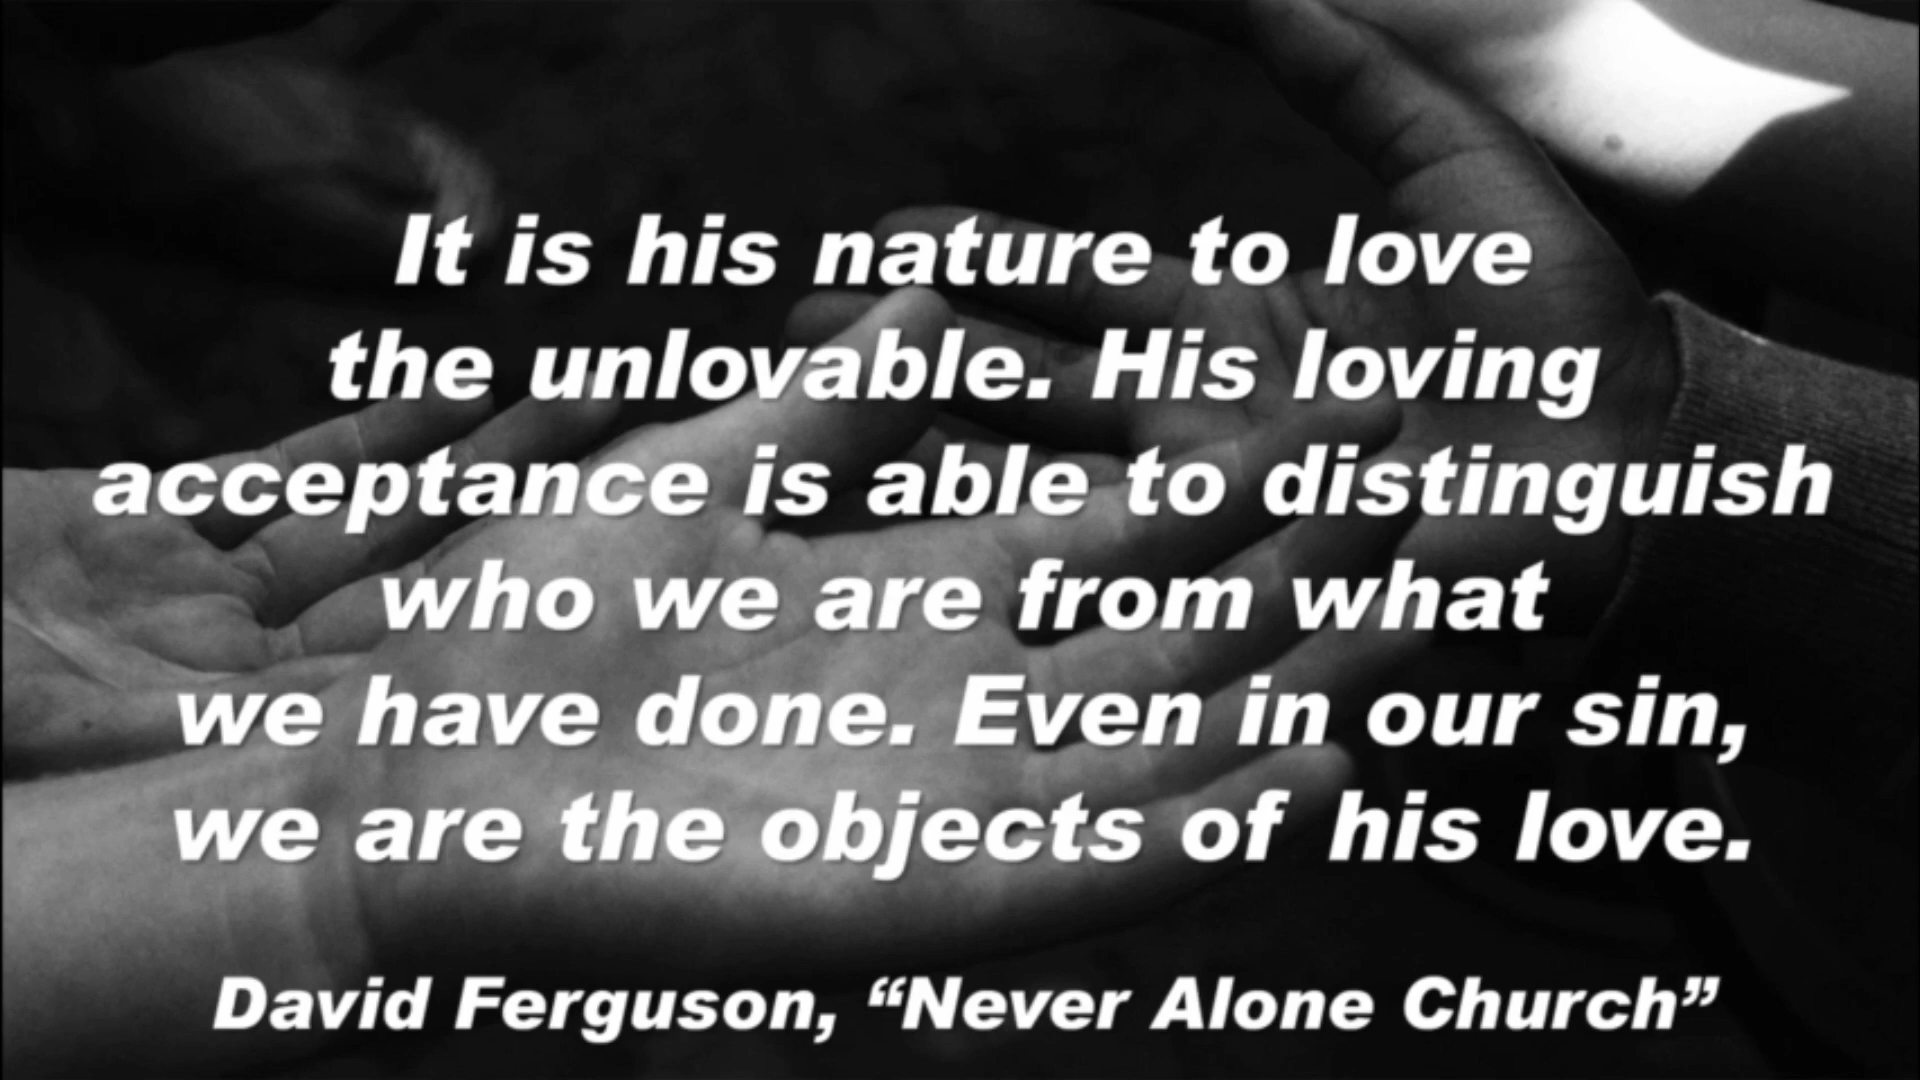 It is his nature to love
the unlovable. His loving
acceptance is able to distinguish
who we are from what
we have done. Even in our sin,
we are the objects of his love.
David Ferguson, “Never Alone Church”